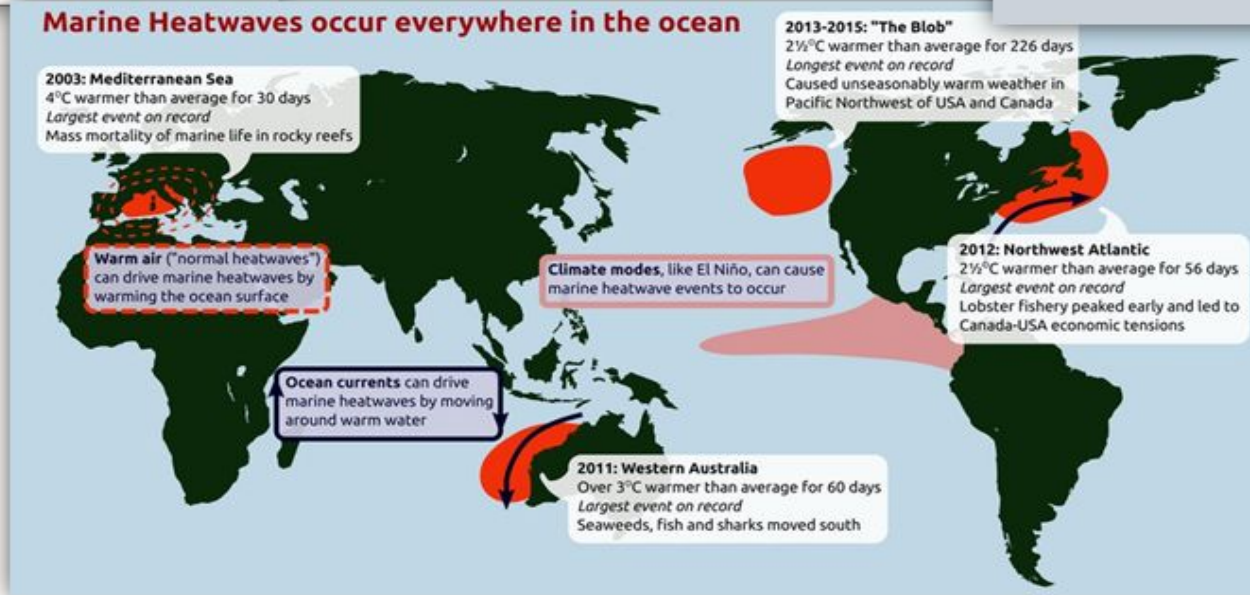 Marine Heatwaves occur everywhere in the ocean
2013-2015: "The Blob"
2½°C warmer than average for 226 days
Longest event on record
Caused unseasonably warm weather in
Pacific Northwest of USA and Canada
2003: Mediterranean Sea
4°C warmer than average for 30 days
Largest event on record
Mass mortality of marine life in rocky reefs
Warm air ("normal heatwaves")
can drive marine heatwaves by
warming the ocean surface
Climate modes, like El Niño, can cause
marine heatwave events to occur
2012: Northwest Atlantic
2½°C warmer than average for 56 days
Largest event on record
Lobster fishery peaked early and led to
Canada-USA economic tensions
Ocean currents can drive
marine heatwaves by moving
around warm water
2011: Western Australia
Over 3°C warmer than average for 60 days
Largest event on record
Seaweeds, fish and sharks moved south